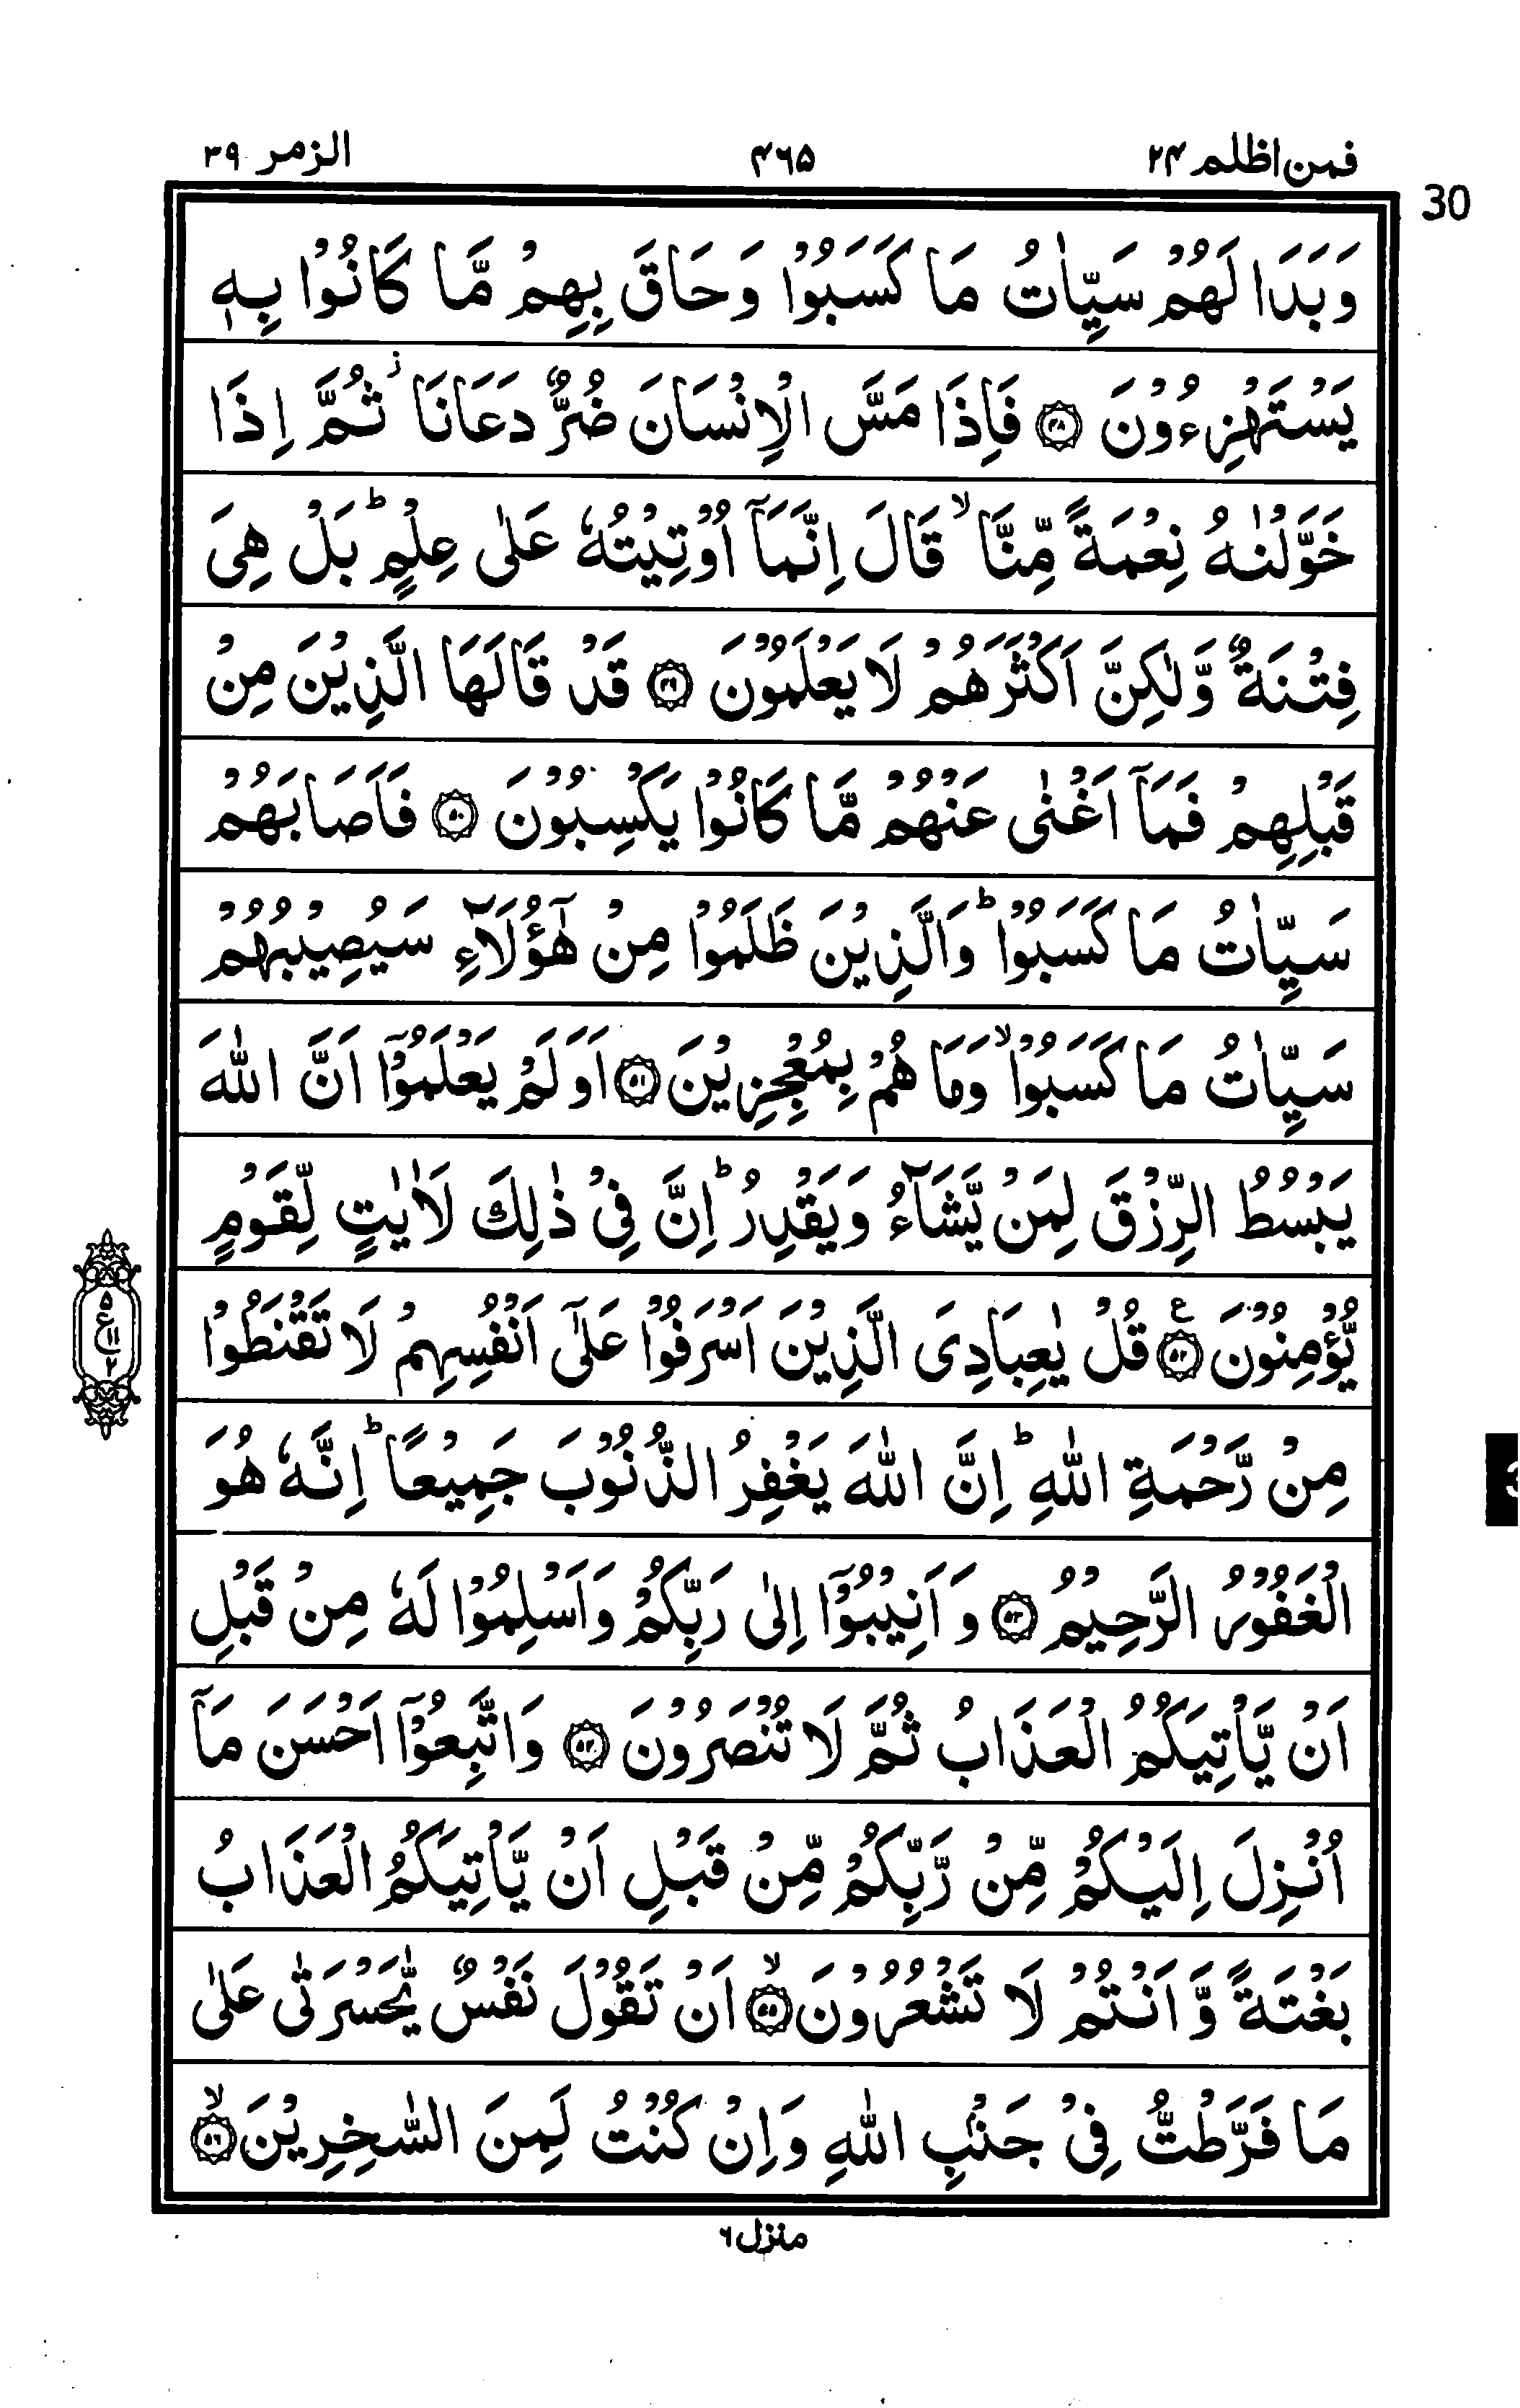 فمن اظلم ۲۴ ۴۶۵ الزمر ۳۹
30
وَبَدَا لَهُمْ سَيِّاٰتُ مَا كَسَبُوْا وَحَاقَ بِهِمْ مَّا كَانُوْا بِهٖ
يَسْتَهْزِءُوْنَ ﴿۴۸﴾ فَاِذَا مَسَّ الْاِنْسَانَ ضُرٌّ دَعَانَا ز ثُمَّ اِذَا
خَوَّلْنٰهُ نِعْمَةً مِّنَّا ۙ قَالَ اِنَّمَاۤ اُوْتِيْتُهٗ عَلٰى عِلْمٍ ؕ بَلْ هِىَ
فِتْنَةٌ وَّلٰكِنَّ اَكْثَرَهُمْ لَا يَعْلَمُوْنَ ﴿۴۹﴾ قَدْ قَالَهَا الَّذِيْنَ مِنْ
قَبْلِهِمْ فَمَاۤ اَغْنٰى عَنْهُمْ مَّا كَانُوْا يَكْسِبُوْنَ ﴿۵۰﴾ فَاَصَابَهُمْ
سَيِّاٰتُ مَا كَسَبُوْا ؕ وَالَّذِيْنَ ظَلَمُوْا مِنْ هٰۤؤُلَآءِ سَيُصِيْبُهُمْ
سَيِّاٰتُ مَا كَسَبُوْا ۙ وَمَا هُمْ بِمُعْجِزِيْنَ ﴿۵۱﴾ اَوَلَمْ يَعْلَمُوْۤا اَنَّ اللّٰهَ
يَبْسُطُ الرِّزْقَ لِمَنْ يَّشَآءُ وَيَقْدِرُ ؕ اِنَّ فِىْ ذٰلِكَ لَاٰيٰتٍ لِّقَوْمٍ
يُّؤْمِنُوْنَ ﴿۵۲﴾ ع قُلْ يٰعِبَادِىَ الَّذِيْنَ اَسْرَفُوْا عَلٰۤى اَنْفُسِهِمْ لَا تَقْنَطُوْا
۵ ع ۱۱ ۲
مِنْ رَّحْمَةِ اللّٰهِ ؕ اِنَّ اللّٰهَ يَغْفِرُ الذُّنُوْبَ جَمِيْعًا ؕ اِنَّهٗ هُوَ
الْغَفُوْرُ الرَّحِيْمُ ﴿۵۳﴾ وَاَنِيْبُوْۤا اِلٰى رَبِّكُمْ وَاَسْلِمُوْا لَهٗ مِنْ قَبْلِ
اَنْ يَّاْتِيَكُمُ الْعَذَابُ ثُمَّ لَا تُنْصَرُوْنَ ﴿۵۴﴾ وَاتَّبِعُوْۤا اَحْسَنَ مَاۤ
اُنْزِلَ اِلَيْكُمْ مِّنْ رَّبِّكُمْ مِّنْ قَبْلِ اَنْ يَّاْتِيَكُمُ الْعَذَابُ
بَغْتَةً وَّاَنْتُمْ لَا تَشْعُرُوْنَ ﴿۵۵﴾ ۙ اَنْ تَقُوْلَ نَفْسٌ يّٰحَسْرَتٰى عَلٰى
مَا فَرَّطْتُّ فِىْ جَنْۢبِ اللّٰهِ وَاِنْ كُنْتُ لَمِنَ السّٰخِرِيْنَ ﴿۵۶﴾ ۙ
منزل ۶